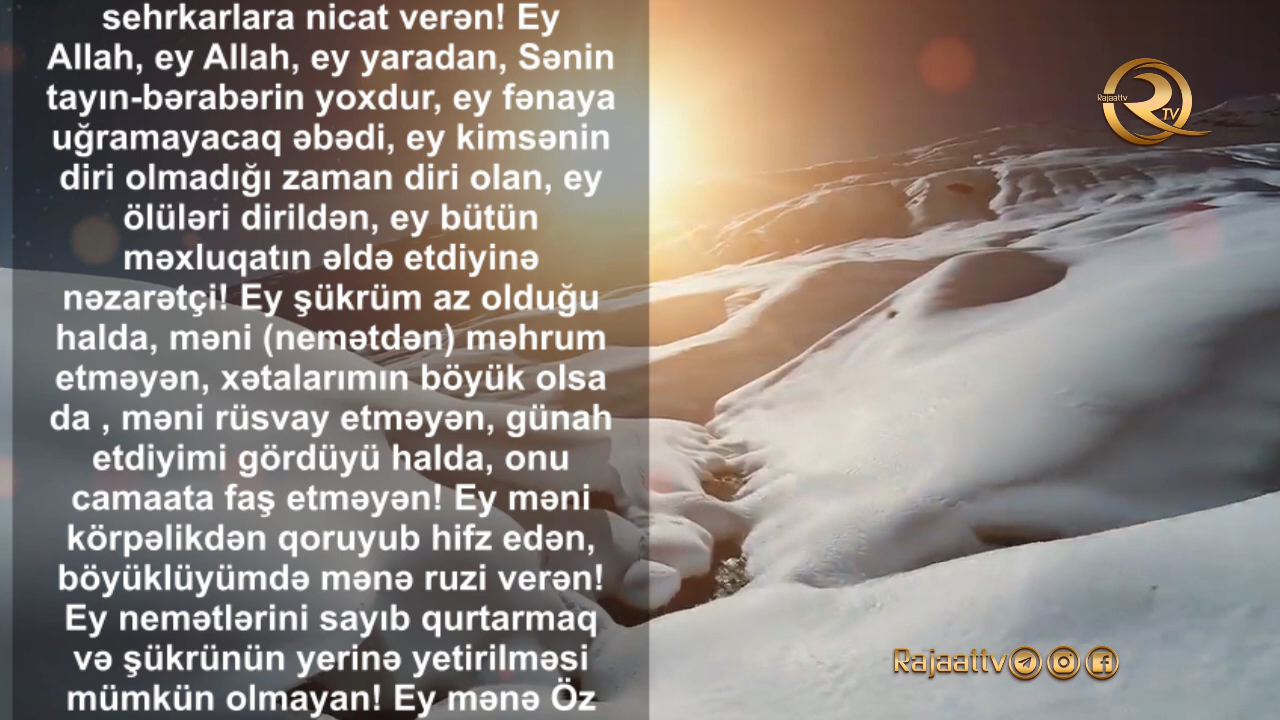 sehrkarlara nicat verən! Ey
Allah, ey Allah, ey yaradan, Sənin
tayın-bərabərin yoxdur, ey fənaya
uğramayacaq əbədi, ey kimsənin
diri olmadığı zaman diri olan, ey
ölüləri dirildən, ey bütün
məxluqatın əldə etdiyinə
nəzarətçi! Ey şükrüm az olduğu
halda, məni (nemətdən) məhrum
etməyən, xətalarımın böyük olsa
da , məni rüsvay etməyən, günah
etdiyimi gördüyü halda, onu
camaata faş etməyən! Ey məni
körpəlikdən qoruyub hifz edən,
böyüklüyümdə mənə ruzi verən!
Ey nemətlərini sayıb qurtarmaq
və şükrünün yerinə yetirilməsi
mümkün olmayan! Ey mənə Öz
Rajaattv
R
TV
Rajaattv